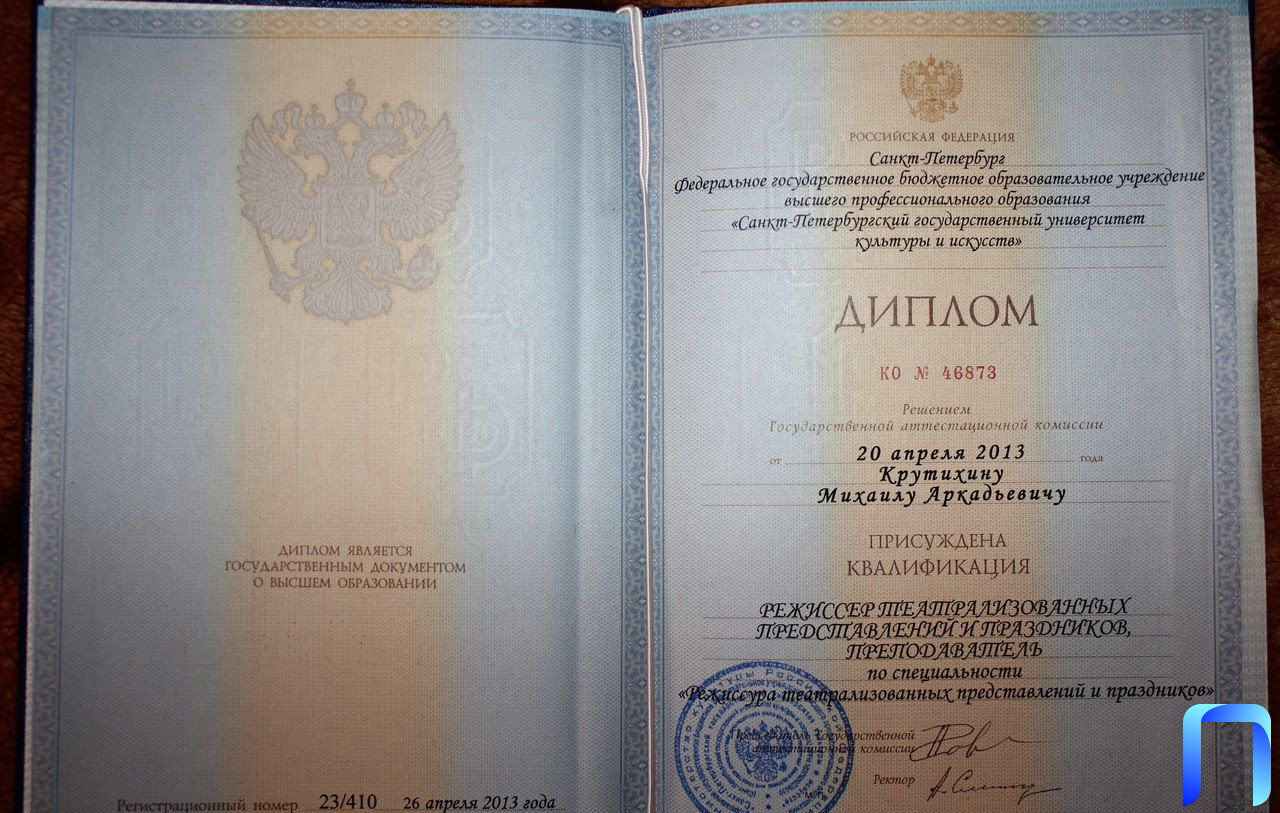 ДИПЛОМ ЯВЛЯЕТСЯ
ГОСУДАРСТВЕННЫМ ДОКУМЕНТОМ
О ВЫСШЕМ ОБРАЗОВАНИИ
Регистрационный номер 23/410 26 апреля 2013 года
РОССИЙСКАЯ ФЕДЕРАЦИЯ
Санкт-Петербург
Федеральное государственное бюджетное образовательное учреждение
высшего профессионального образования
«Санкт-Петербургский государственный университет
культуры и искусств»
ДИПЛОМ
КО № 46873
Решением
Государственной аттестационной комиссии
от 20 апреля 2013 года
Крутихину
Михаилу Аркадьевичу
ПРИСУЖДЕНА
КВАЛИФИКАЦИЯ
РЕЖИССЕР ТЕАТРАЛИЗОВАННЫХ
ПРЕДСТАВЛЕНИЙ И ПРАЗДНИКОВ,
ПРЕПОДАВАТЕЛЬ
по специальности
«Режиссура театрализованных представлений и праздников»
Председатель Государственной
аттестационной комиссии
Ректор